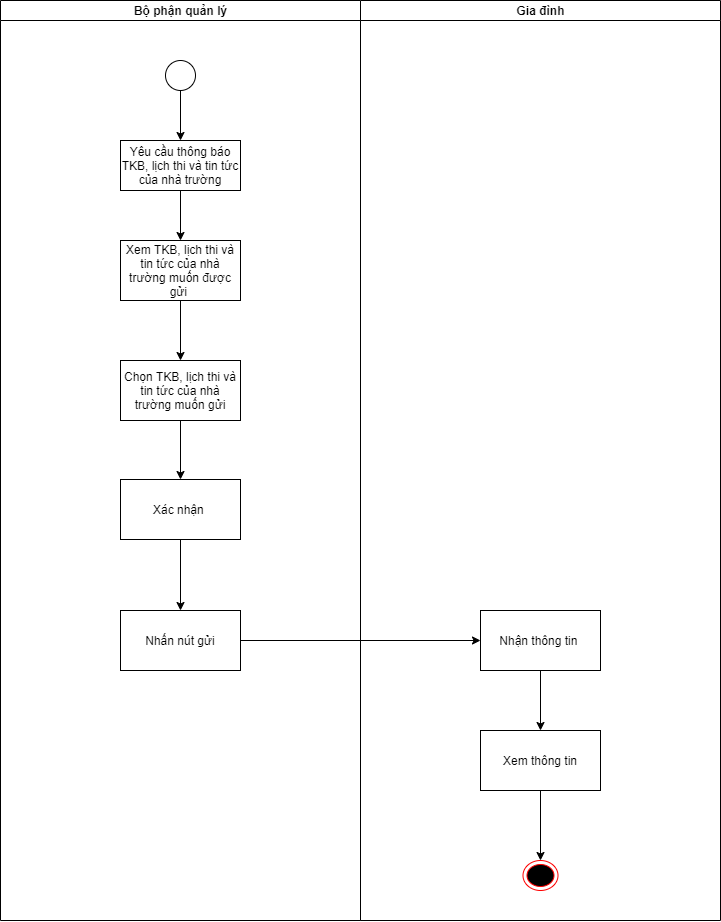 Bộ phận quản lý
Gia đình
Yêu cầu thông báo
TKB, lịch thi và tin tức
của nhà trường
Xem TKB, lịch thi và
tin tức của nhà
trường muốn được
gửi
Chọn TKB, lịch thi và
tin tức của nhà
trường muốn gửi
Xác nhận
Nhấn nút gửi
Nhận thông tin
Xem thông tin